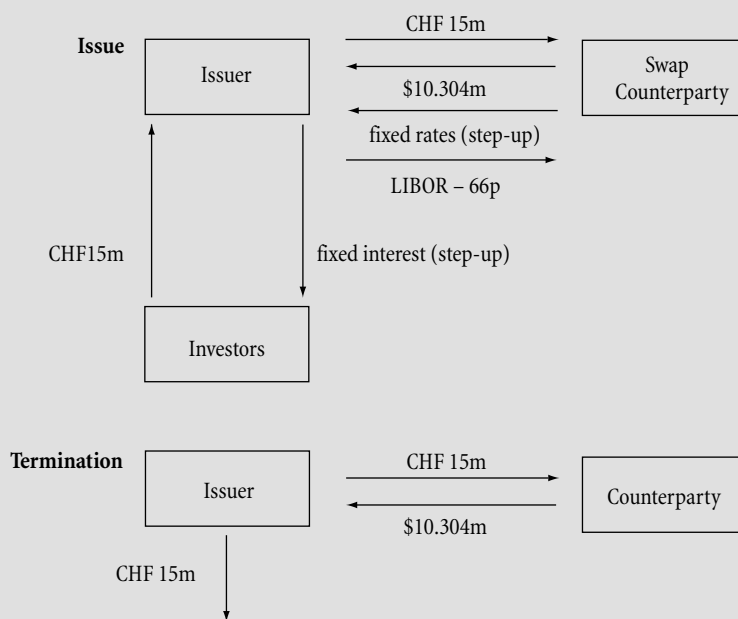 Issue
Issuer
CHF 15m
$10.304m
fixed rates (step-up)
LIBOR – 66p
Swap
Counterparty
CHF15m
fixed interest (step-up)
Investors
Termination
Issuer
CHF 15m
$10.304m
Counterparty
CHF 15m